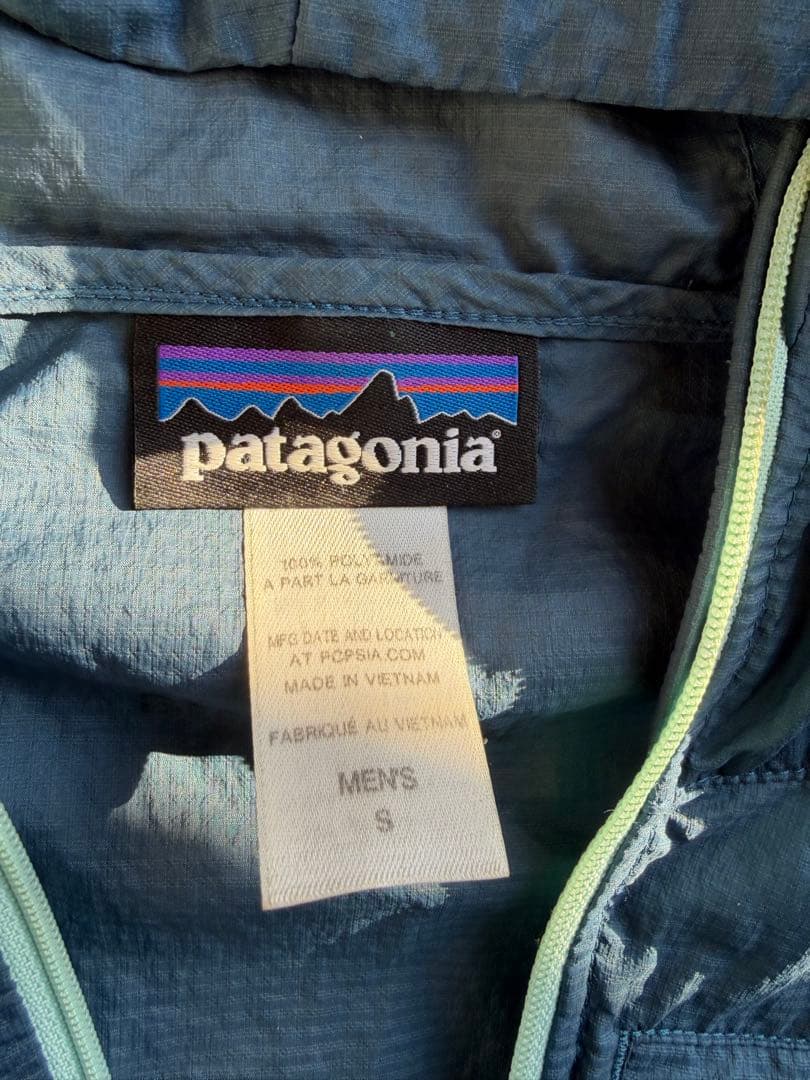 patagonia®
100% POLYAMIDE
A PART LA GARNITURE
MFG DATE AND LOCATION
AT PCPSIA.COM
MADE IN VIETNAM
FABRIQUÉ AU VIETNAM
MEN'S
S